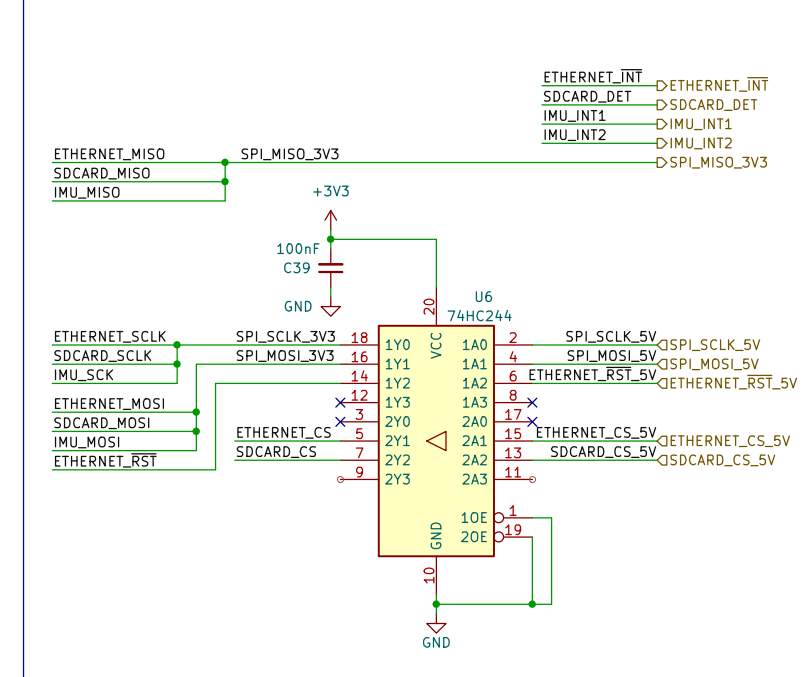 ETHERNET_INT ETHERNET_INT
SDCARD_DET SDCARD_DET
IMU_INT1 IMU_INT1
IMU_INT2 IMU_INT2
ETHERNET_MISO SPI_MISO_3V3 SPI_MISO_3V3
SDCARD_MISO
IMU_MISO
+3V3
100nF
C39
GND
U6
74HC244
20
VCC
ETHERNET_SCLK SPI_SCLK_3V3 18 1Y0 1A0 2 SPI_SCLK_5V SPI_SCLK_5V
SDCARD_SCLK SPI_MOSI_3V3 16 1Y1 1A1 4 SPI_MOSI_5V SPI_MOSI_5V
IMU_SCK 14 1Y2 1A2 6 ETHERNET_RST_5V ETHERNET_RST_5V
ETHERNET_MOSI 12 1Y3 1A3 8
SDCARD_MOSI 3 2Y0 2A0 17
IMU_MOSI ETHERNET_CS 5 2Y1 2A1 15 ETHERNET_CS_5V ETHERNET_CS_5V
ETHERNET_RST SDCARD_CS 7 2Y2 2A2 13 SDCARD_CS_5V SDCARD_CS_5V
9 2Y3 2A3 11
1OE 1
2OE 19
GND
10
GND